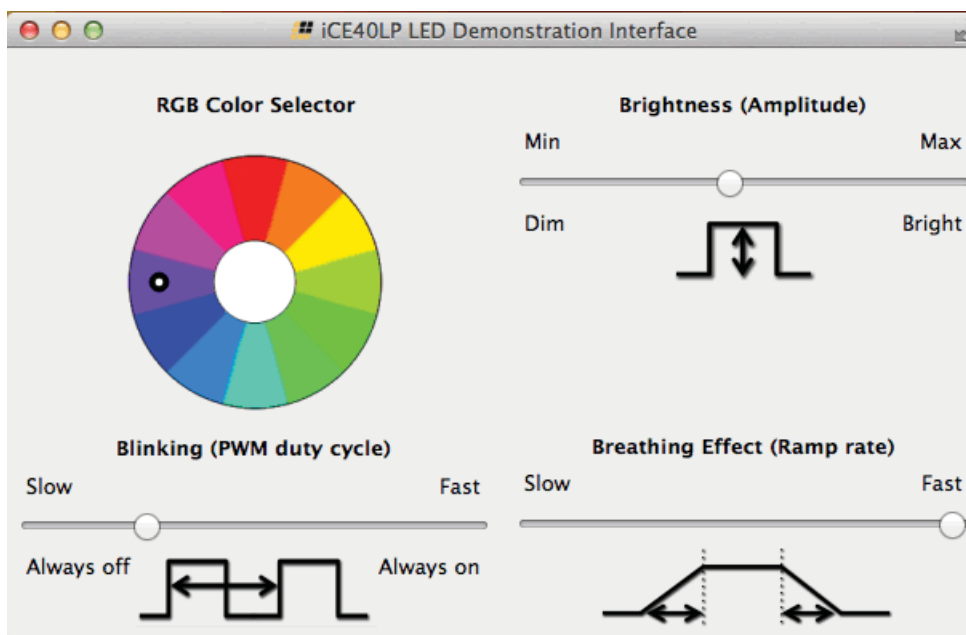 iCE40LP LED Demonstration Interface
RGB Color Selector
Brightness (Amplitude)
Min Max
Dim Bright
Blinking (PWM duty cycle)
Slow Fast
Always off Always on
Breathing Effect (Ramp rate)
Slow Fast